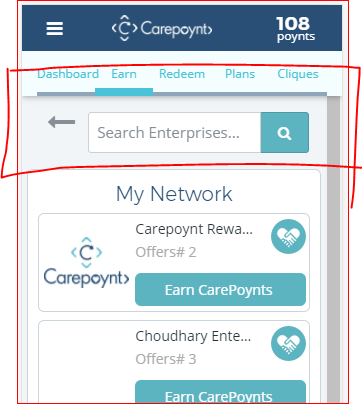 Carepoynt
108
poynts
Dashboard Earn Redeem Plans Cliques
Search Enterprises...
My Network
Carepoynt Rewa...
Offers# 2
Carepoynt
Earn CarePoynts
Choudhary Ente...
Offers# 3
Earn CarePoynts